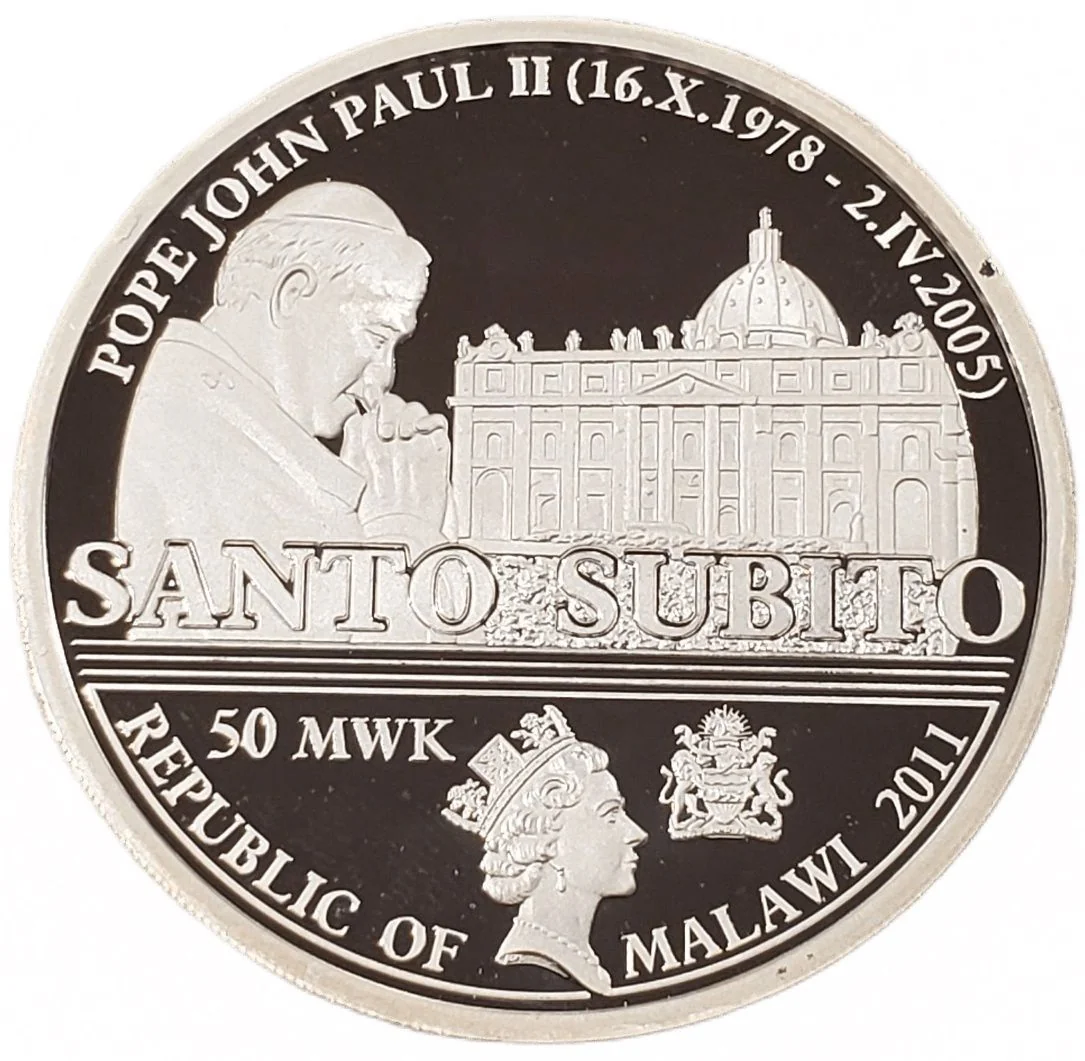 POPE JOHN PAUL II (16.X.1978 - 2.IV.2005)
SANTO SUBITO
50 MWK
REPUBLIC OF MALAWI 2011